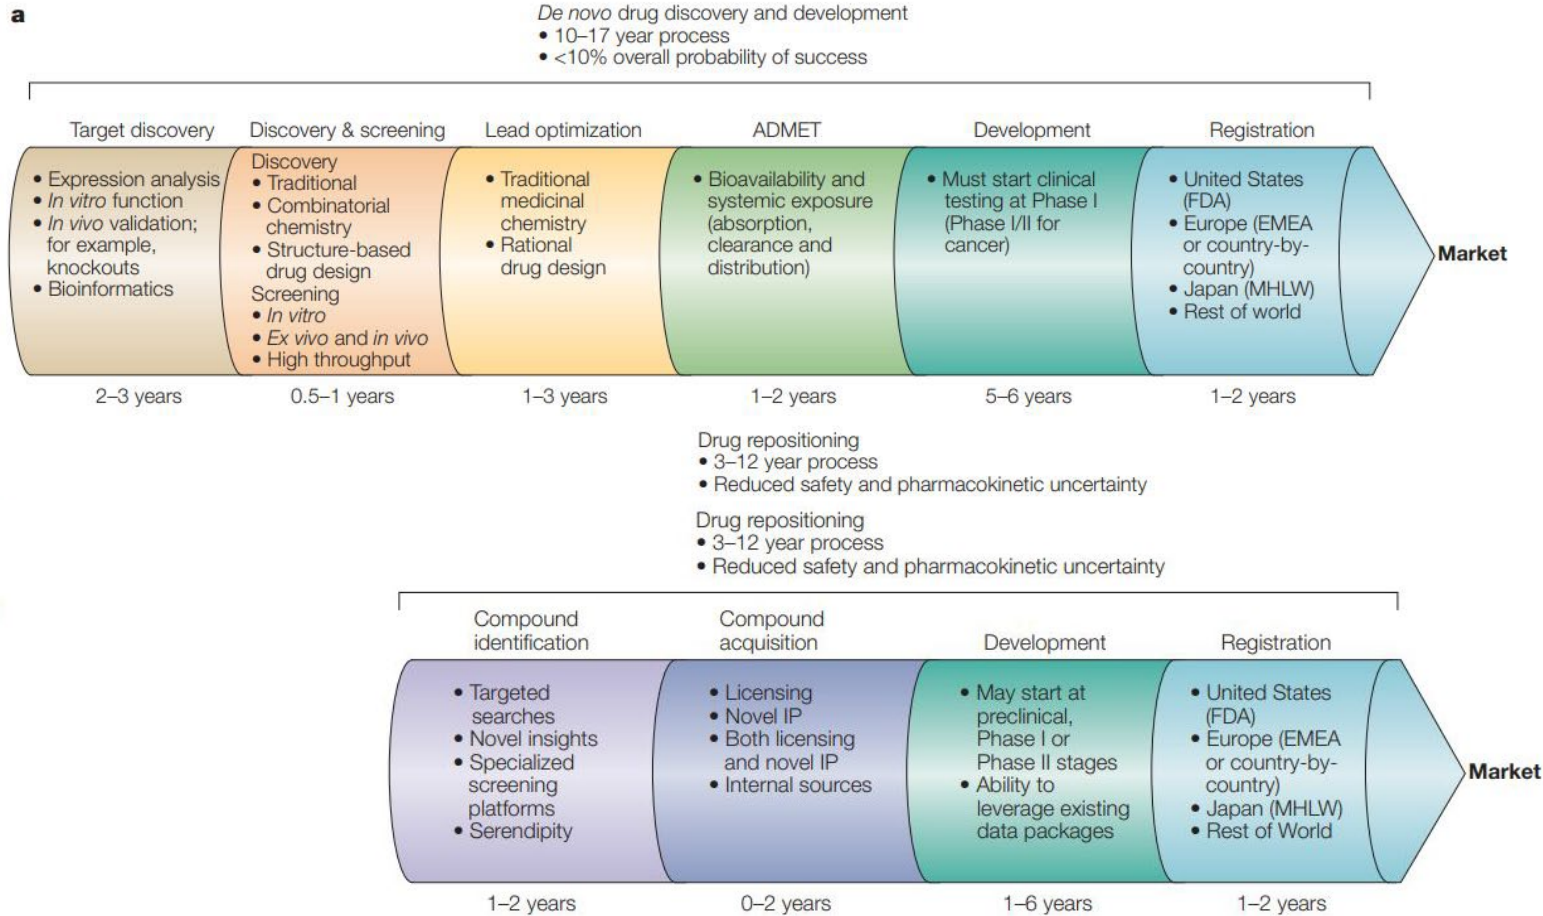 a
De novo drug discovery and development
• 10–17 year process
• <10% overall probability of success
Target discovery
• Expression analysis
• In vitro function
• In vivo validation;
for example,
knockouts
• Bioinformatics
2–3 years
Discovery & screening
Discovery
• Traditional
• Combinatorial
chemistry
• Structure-based
drug design
Screening
• In vitro
• Ex vivo and in vivo
• High throughput
0.5–1 years
Lead optimization
• Traditional
medicinal
chemistry
• Rational
drug design
1–3 years
ADMET
• Bioavailability and
systemic exposure
(absorption,
clearance and
distribution)
1–2 years
Development
• Must start clinical
testing at Phase I
(Phase I/II for
cancer)
5–6 years
Registration
• United States
(FDA)
• Europe (EMEA
or country-by-
country)
• Japan (MHLW)
• Rest of world
1–2 years
Market
Drug repositioning
• 3–12 year process
• Reduced safety and pharmacokinetic uncertainty
Drug repositioning
• 3–12 year process
• Reduced safety and pharmacokinetic uncertainty
Compound
identification
• Targeted
searches
• Novel insights
• Specialized
screening
platforms
• Serendipity
1–2 years
Compound
acquisition
• Licensing
• Novel IP
• Both licensing
and novel IP
• Internal sources
0–2 years
Development
• May start at
preclinical,
Phase I or
Phase II stages
• Ability to
leverage existing
data packages
1–6 years
Registration
• United States
(FDA)
• Europe (EMEA
or country-by-
country)
• Japan (MHLW)
• Rest of World
1–2 years
Market